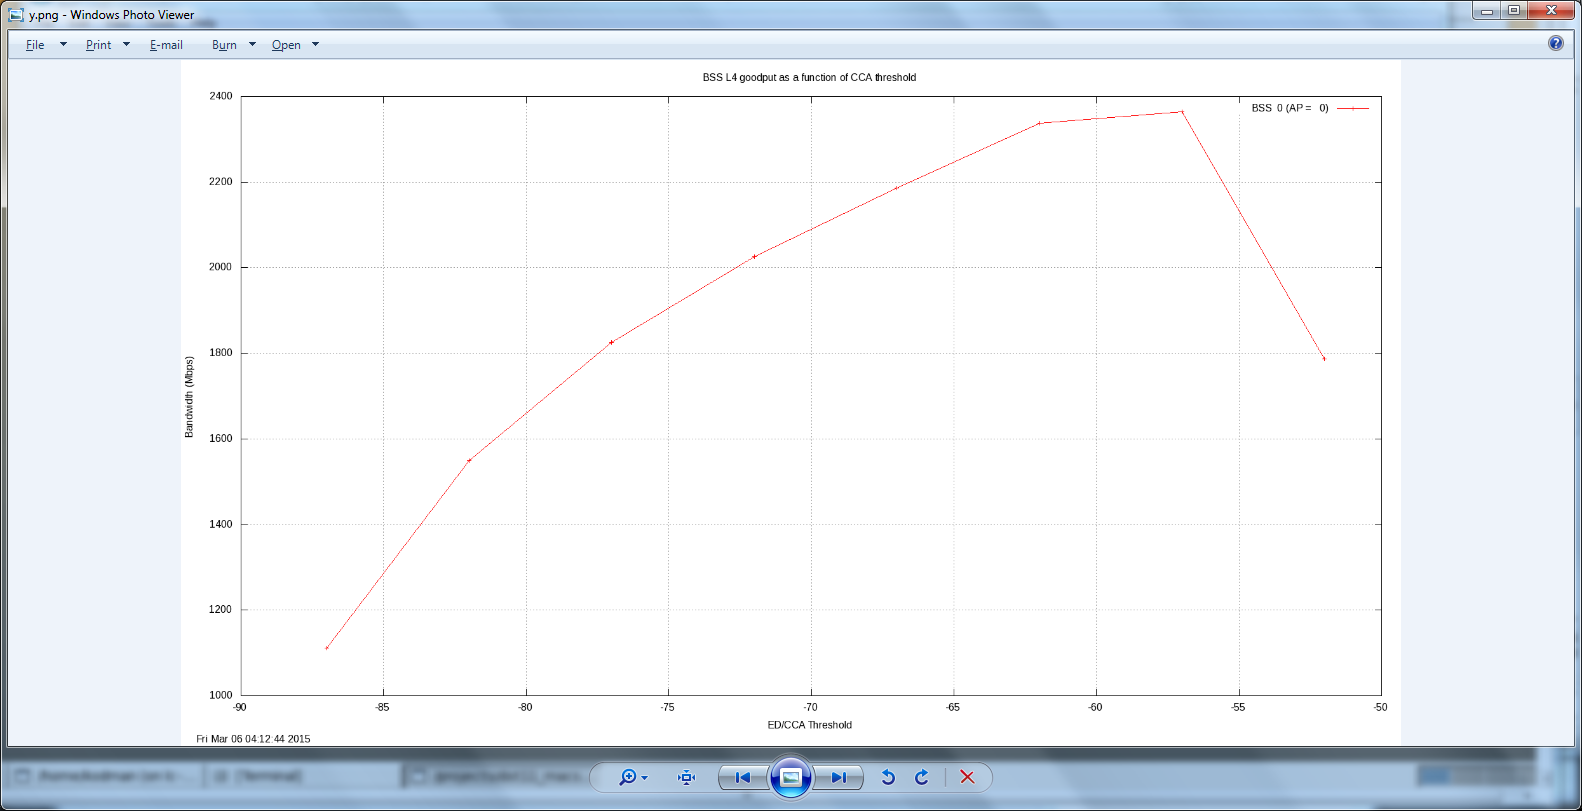 y.png - Windows Photo Viewer
File Print E-mail Burn Open
BSS L4 goodput as a function of CCA threshold
BSS 0 (AP = 0)
2400
2200
2000
1800
1600
1400
1200
1000
Bandwidth (Mbps)
-90 -85 -80 -75 -70 -65 -60 -55 -50
ED/CCA Threshold
Fri Mar 06 04:12:44 2015
[Terminal]